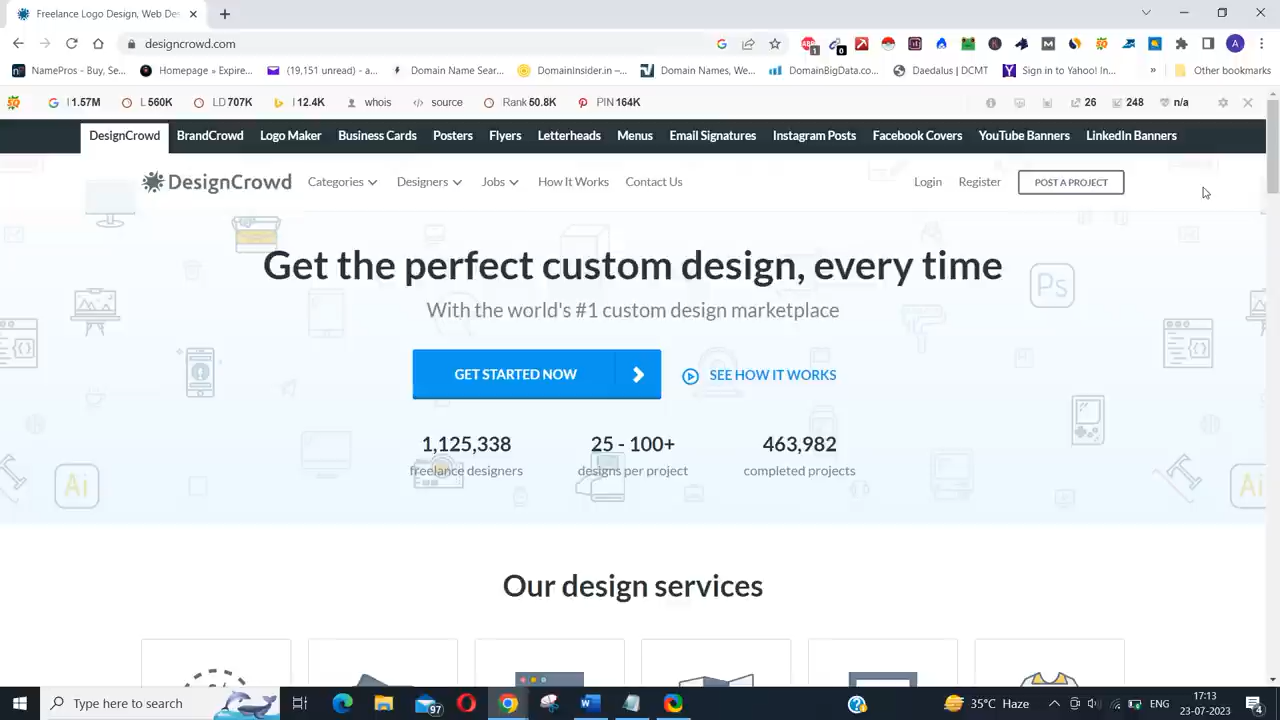 Freelance Logo Design, Web Des
designcrowd.com
NamePros - Buy, Se... Homepage » Expire... (19,151 unread) - a... Domain Name Sear... DomainInsider.in –... Domain Names, We... DomainBigData.co... Daedalus | DCMT Sign in to Yahoo! In... » Other bookmarks
1.57M L 560K LD 707K I 12.4K whois source Rank 50.8K PIN 164K 26 248 n/a
DesignCrowd BrandCrowd Logo Maker Business Cards Posters Flyers Letterheads Menus Email Signatures Instagram Posts Facebook Covers YouTube Banners LinkedIn Banners
DesignCrowd Categories Designers Jobs How It Works Contact Us Login Register POST A PROJECT
Get the perfect custom design, every time
With the world's #1 custom design marketplace
Ps
GET STARTED NOW SEE HOW IT WORKS
1,125,338 25 - 100+ 463,982
freelance designers designs per project completed projects
Ai Ai
Our design services
Type here to search 97 35°C Haze ENG 17:13
23-07-2023 4